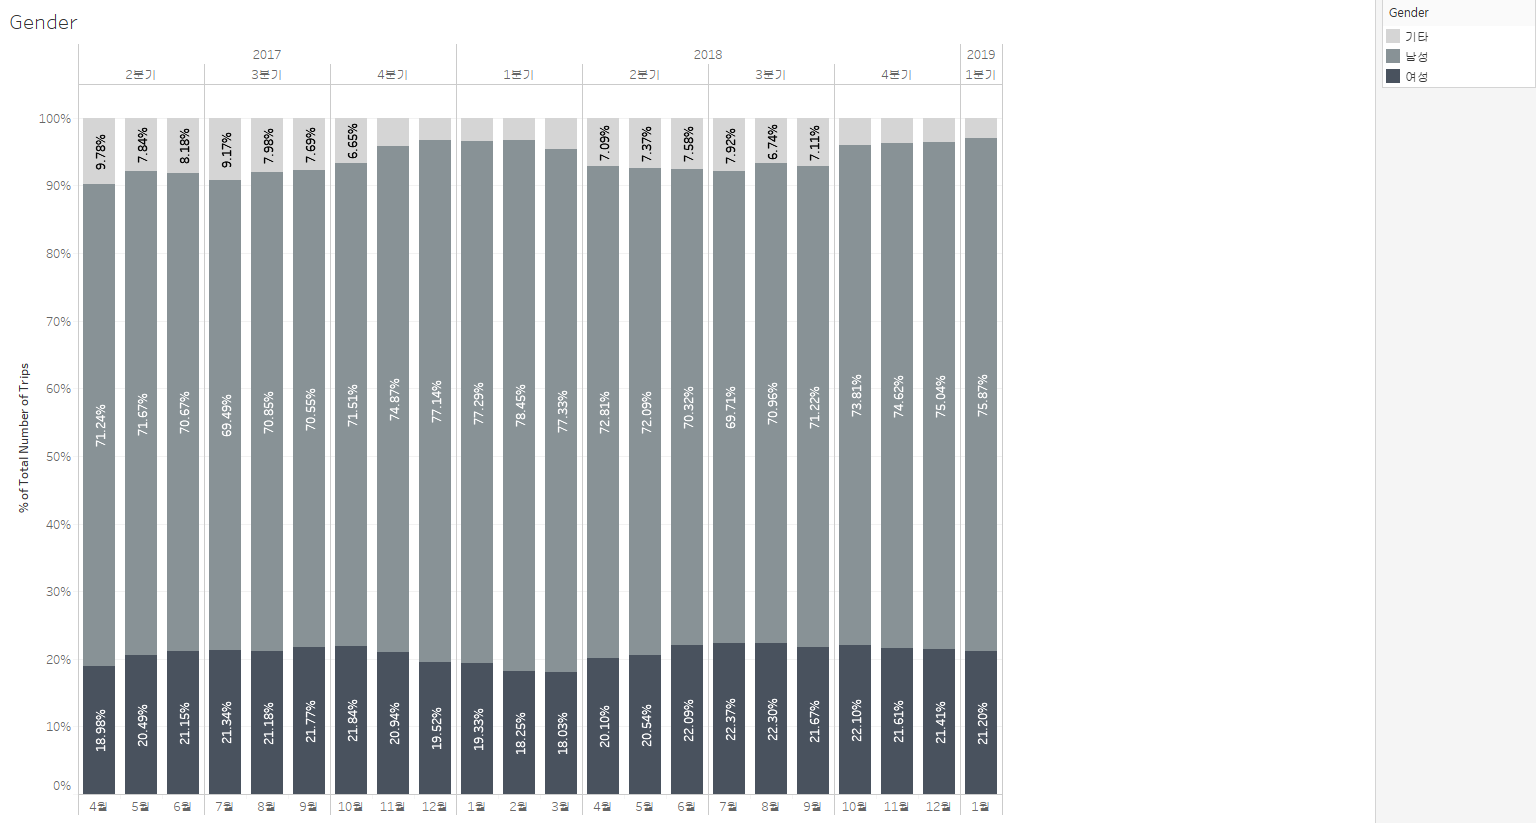 Gender
2017
2018
2019
2분기
3분기
4분기
1분기
2분기
3분기
4분기
1분기
100%
90%
80%
70%
60%
50%
40%
30%
20%
10%
0%
% of Total Number of Trips
9.78%
7.84%
8.18%
9.17%
7.98%
7.69%
6.65%
7.09%
7.37%
7.58%
7.92%
6.74%
7.11%
71.24%
71.67%
70.67%
69.49%
70.85%
70.55%
71.51%
74.87%
77.14%
77.29%
78.45%
77.33%
72.81%
72.09%
70.32%
69.71%
70.96%
71.22%
73.81%
74.62%
75.04%
75.87%
18.98%
20.49%
21.15%
21.34%
21.18%
21.77%
21.84%
20.94%
19.52%
19.33%
18.25%
18.03%
20.10%
20.54%
22.09%
22.37%
22.30%
21.67%
22.10%
21.61%
21.41%
21.20%
4월
5월
6월
7월
8월
9월
10월
11월
12월
1월
2월
3월
4월
5월
6월
7월
8월
9월
10월
11월
12월
1월
Gender
기타
남성
여성